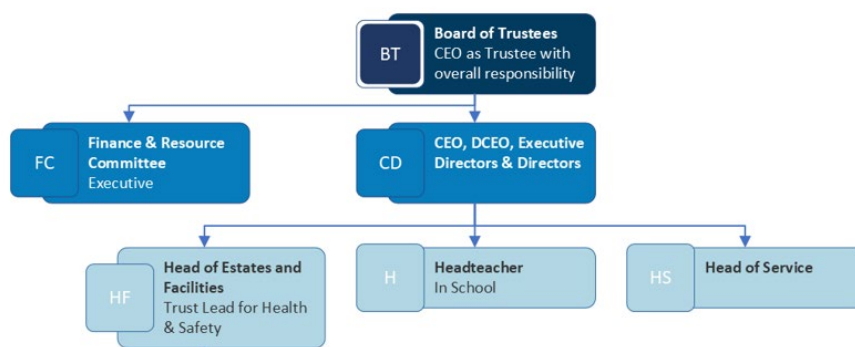 BT
Board of Trustees
CEO as Trustee with
overall responsibility
FC
Finance & Resource
Committee
Executive
CD
CEO, DCEO, Executive
Directors & Directors
HF
Head of Estates and
Facilities
Trust Lead for Health
& Safety
H
Headteacher
In School
HS
Head of Service